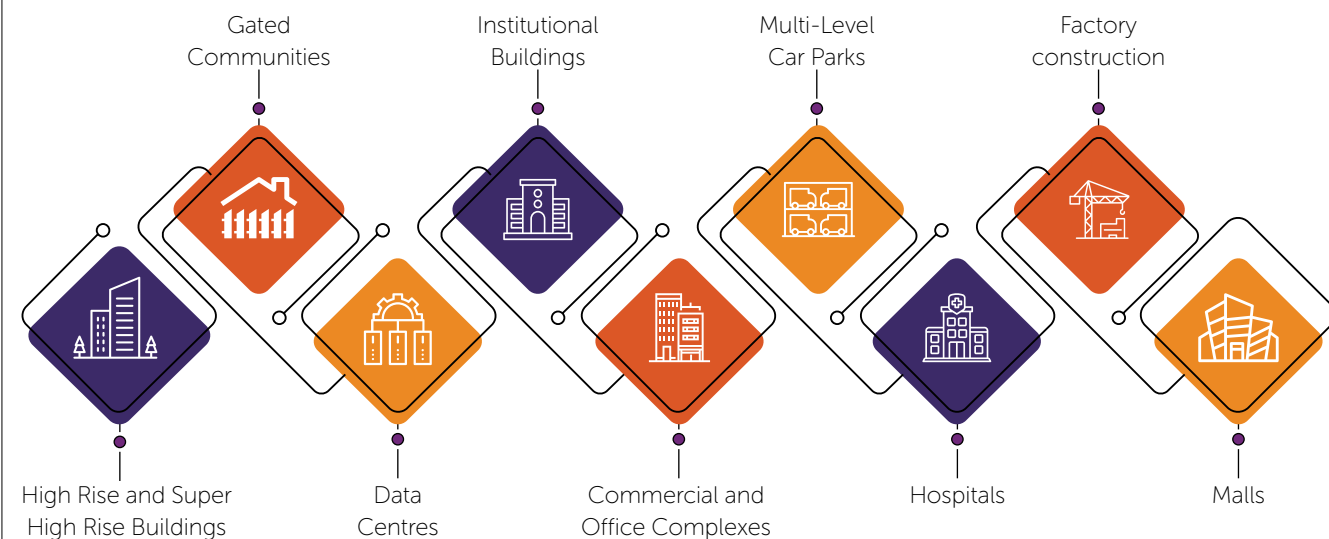 Gated
Communities
Institutional
Buildings
Multi-Level
Car Parks
Factory
construction
High Rise and Super
High Rise Buildings
Data
Centres
Commercial and
Office Complexes
Hospitals
Malls